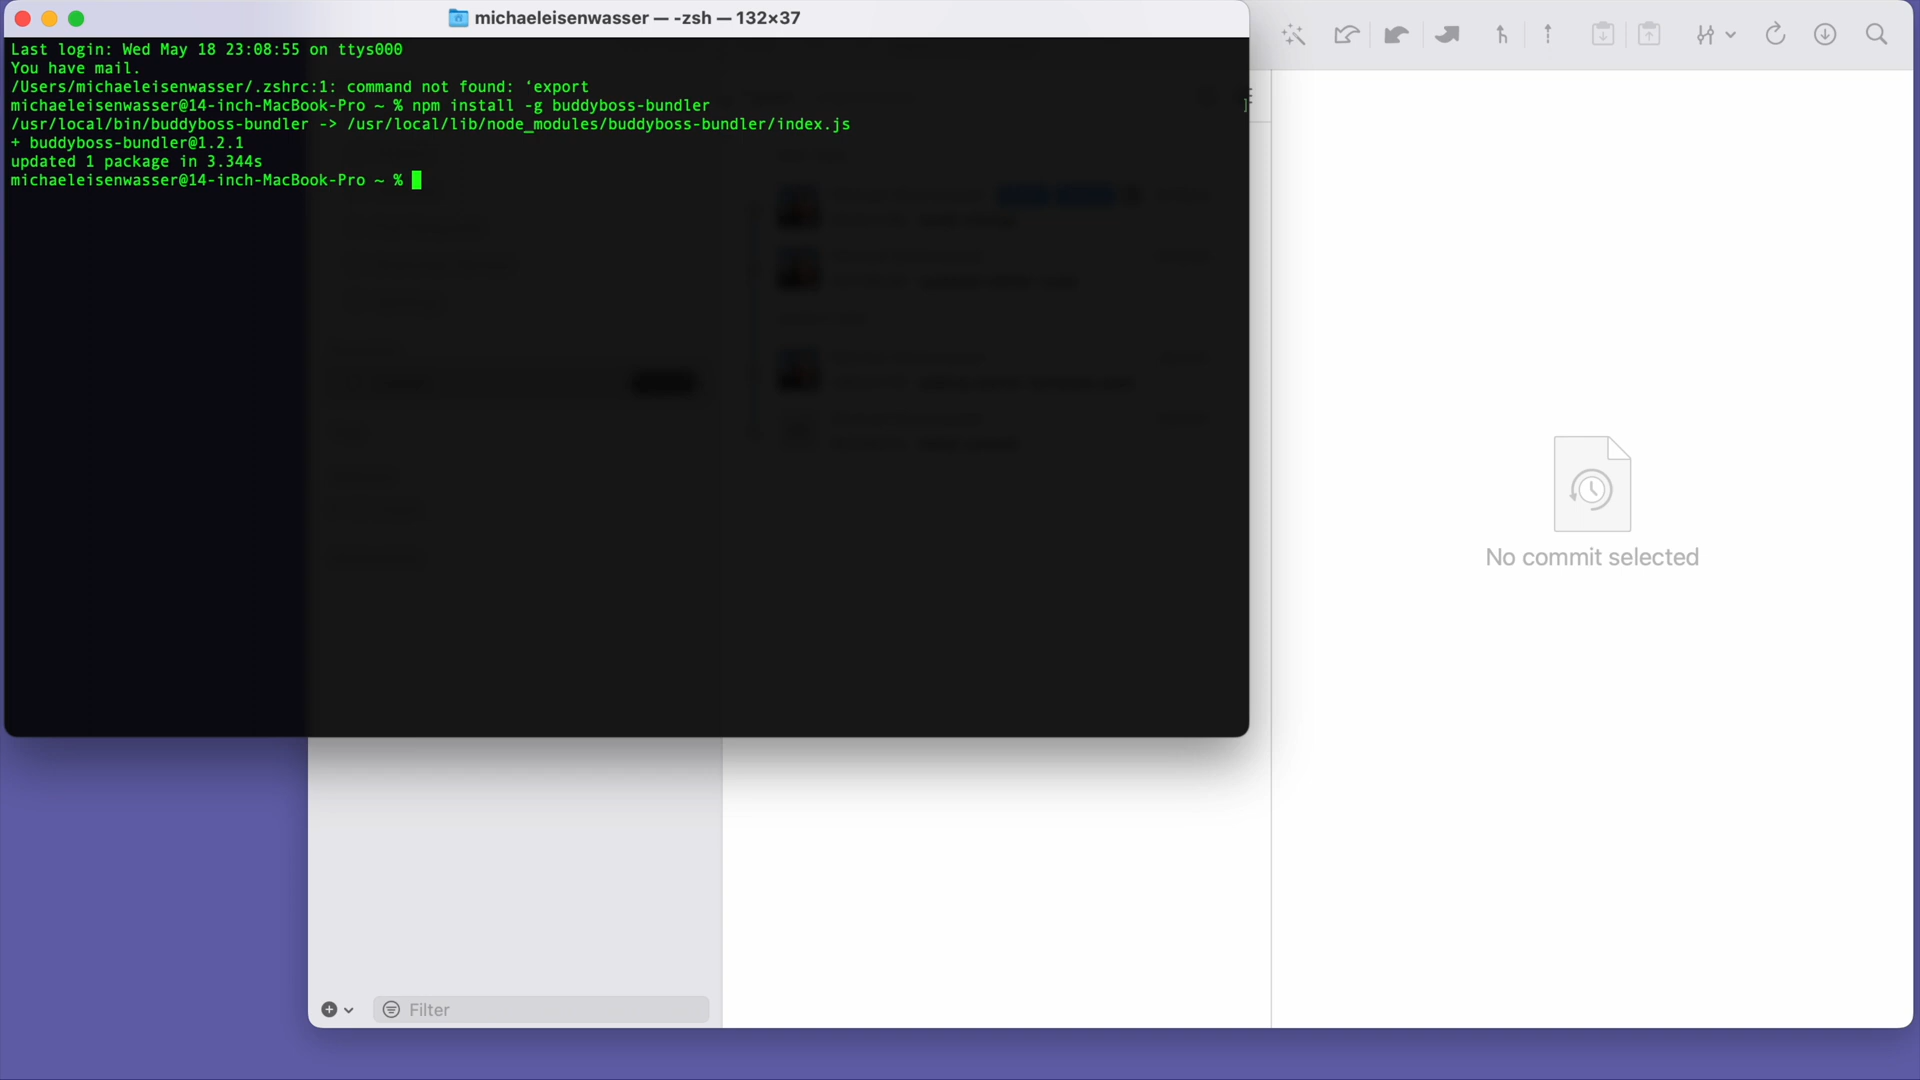 michaeleisenwasser — -zsh — 132×37
Last login: Wed May 18 23:08:55 on ttys000
You have mail.
/Users/michaeleisenwasser/.zshrc:1: command not found: ‘export
michaeleisenwasser@14-inch-MacBook-Pro ~ % npm install -g buddyboss-bundler ]
/usr/local/bin/buddyboss-bundler -> /usr/local/lib/node_modules/buddyboss-bundler/index.js
+ buddyboss-bundler@1.2.1
updated 1 package in 3.344s
michaeleisenwasser@14-inch-MacBook-Pro ~ %
No commit selected
Filter